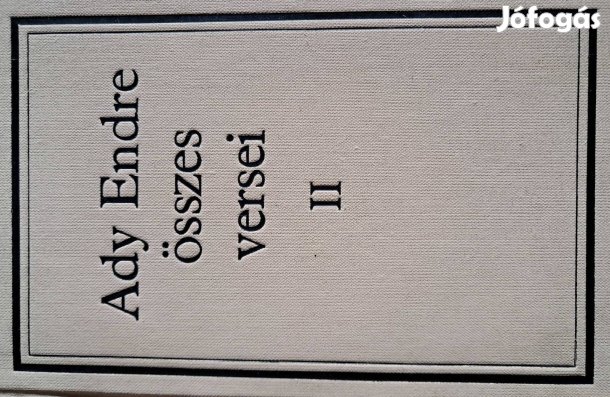 Jófogás
Ady Endre
összes
versei
II